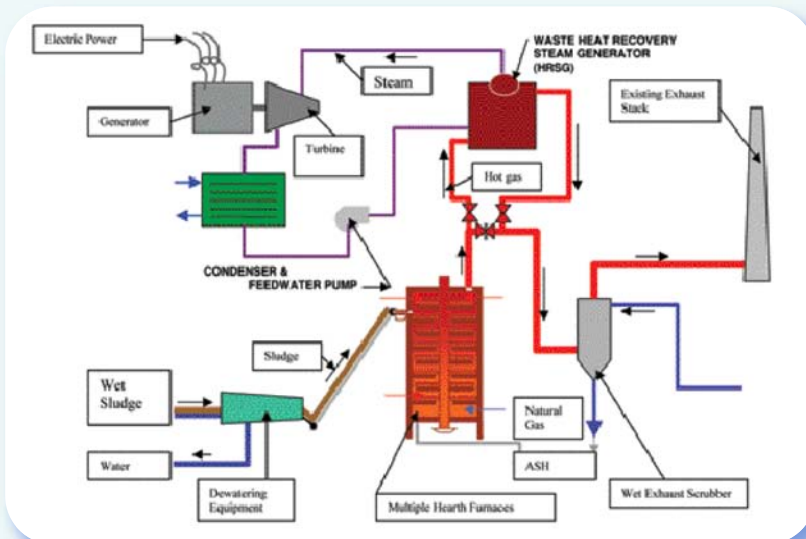 Electric Power
WASTE HEAT RECOVERY
STEAM GENERATOR
(HRSG)
Steam
Existing Exhaust
Stack
Generator
Turbine
Hot gas
CONDENSER &
FEEDWATER PUMP
Sludge
Wet
Sludge
Natural
Gas
Water
ASH
Dewatering
Equipment
Multiple Hearth Furnaces
Wet Exhaust Scrubber